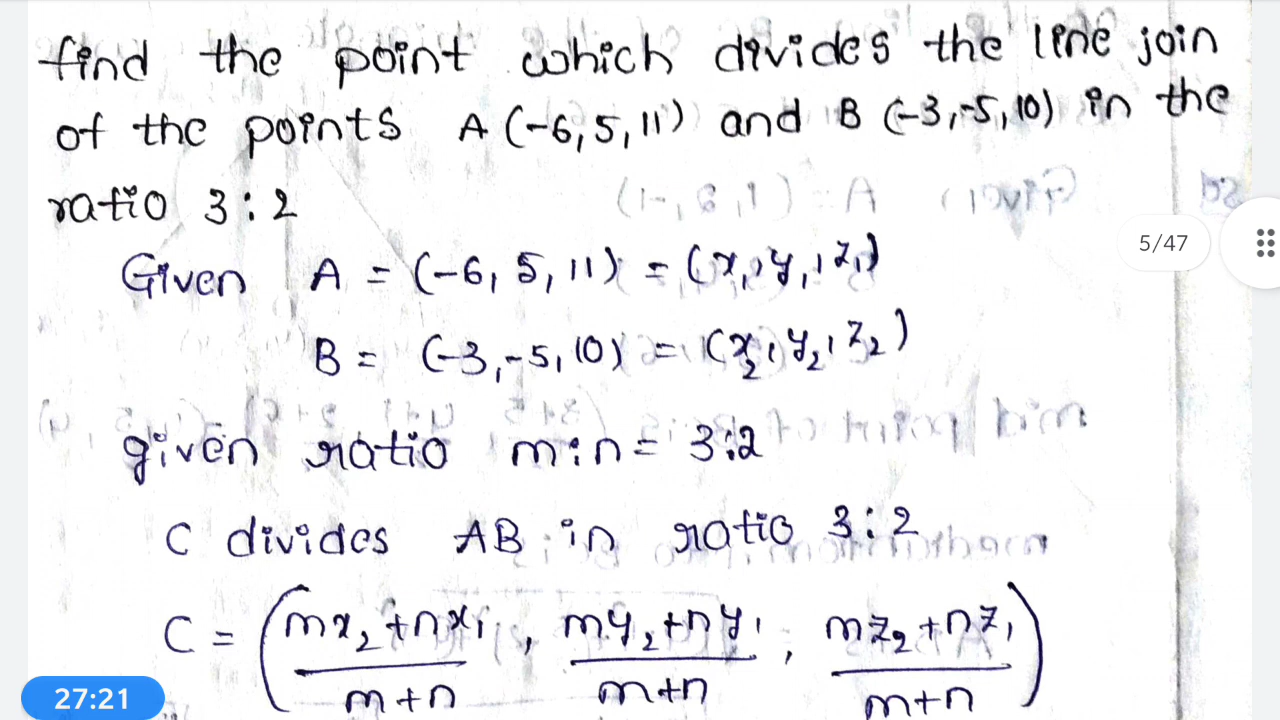 find the point which divides the line join
of the points A (-6, 5, 11) and B (-3, -5, 10) in the
ratio 3 : 2
Given A = (-6, 5, 11) = (x₁, y₁, z₁)
5/47
B = (-3, -5, 10) = (x₂, y₂, z₂)
given ratio m:n = 3:2
C divides AB in ratio 3 : 2
C = (mx₂+nx₁/m+n, my₂+ny₁/m+n, mz₂+nz₁/m+n)
27:21